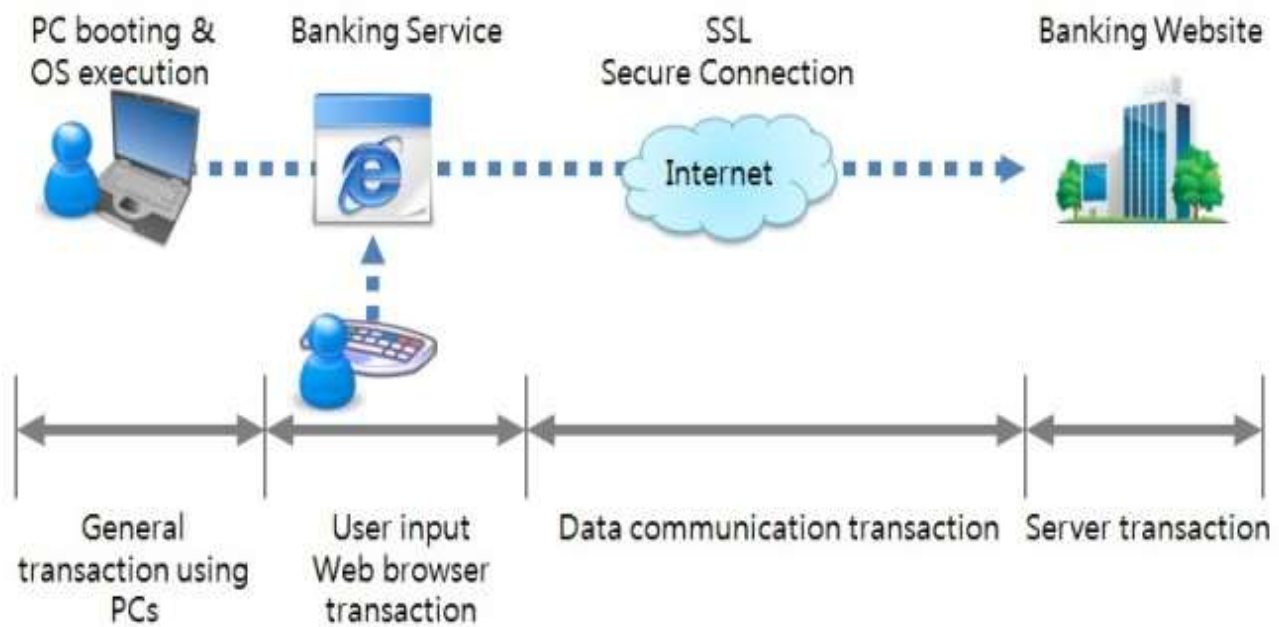 PC booting &
OS execution
Banking Service
SSL
Secure Connection
Banking Website
Internet
General
transaction using
PCs
User input
Web browser
transaction
Data communication transaction
Server transaction